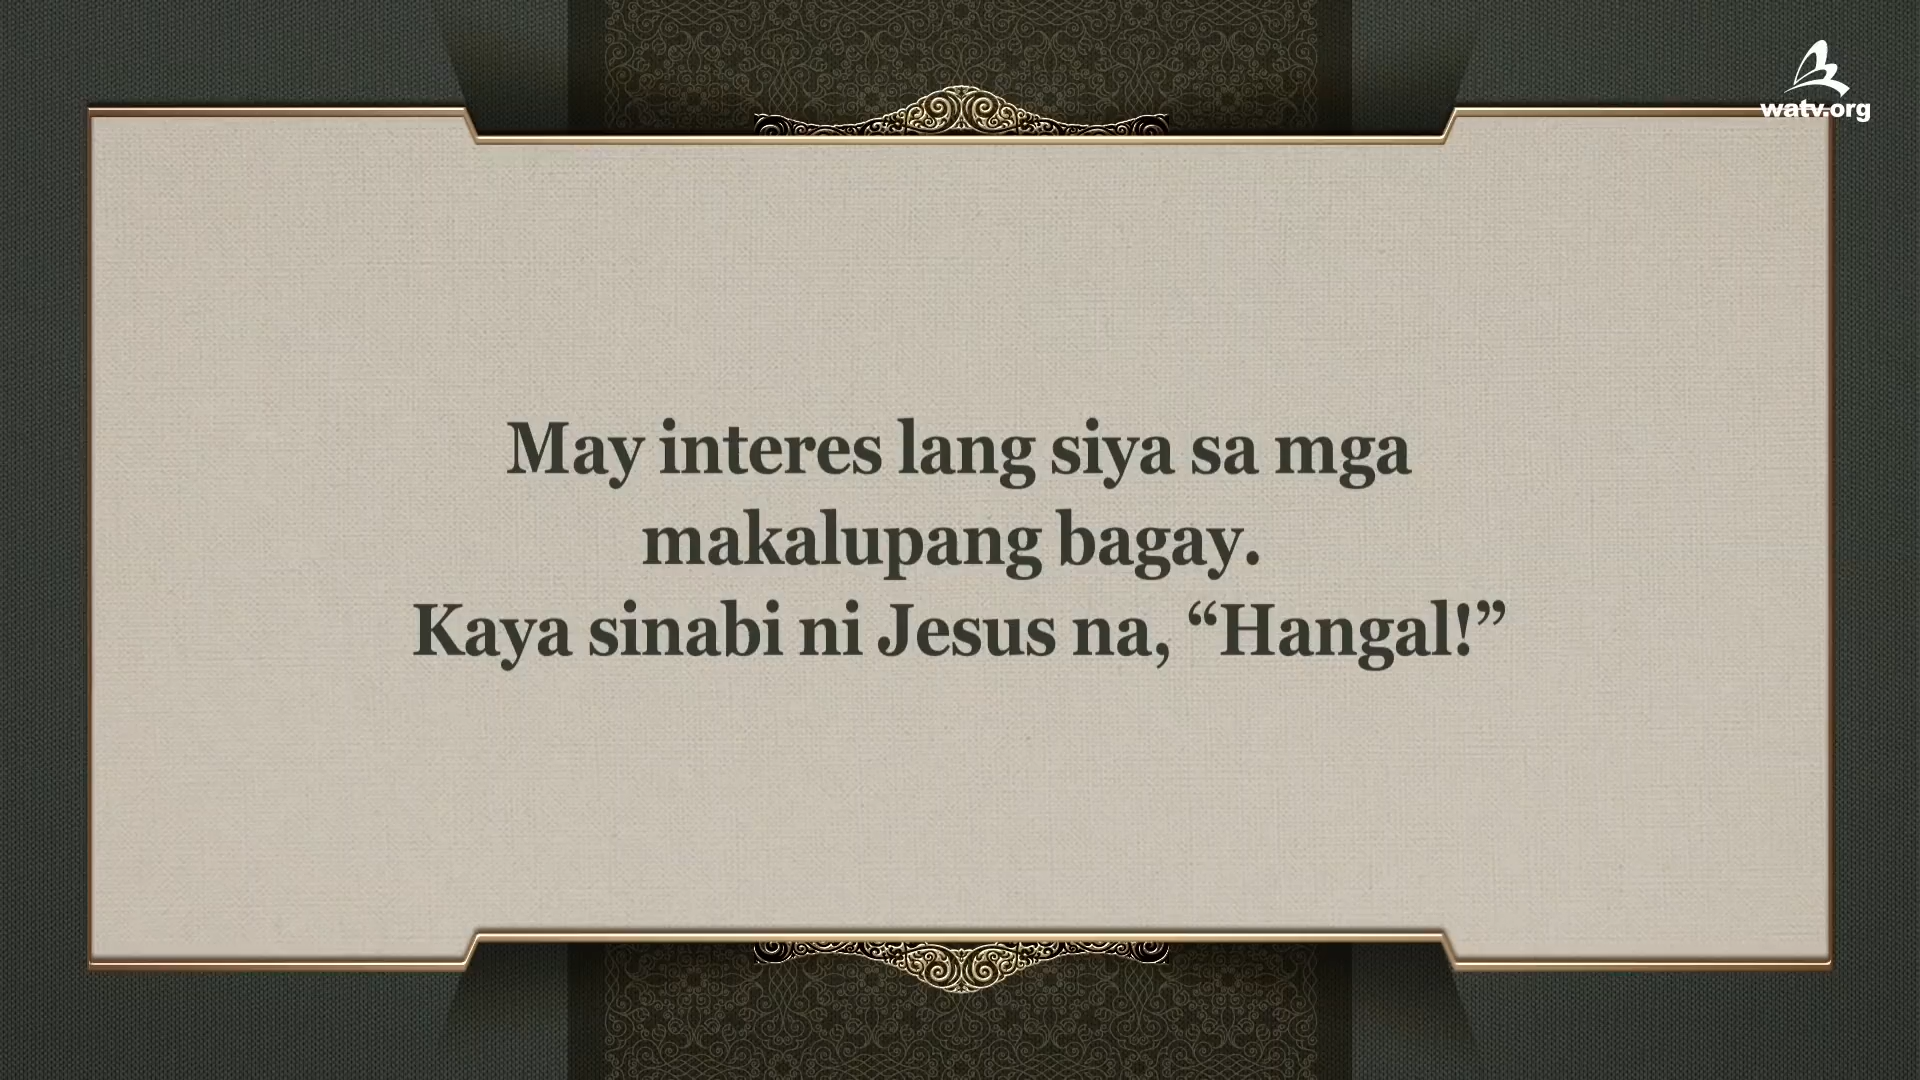 watv.org
May interes lang siya sa mga
makalupang bagay.
Kaya sinabi ni Jesus na, “Hangal!”